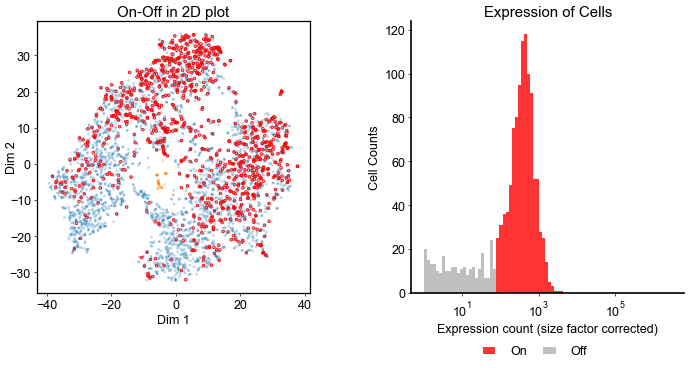 On-Off in 2D plot
Dim 2
30
20
10
0
−10
−20
−30
−40
−20
0
20
40
Dim 1
Expression of Cells
Cell Counts
120
100
80
60
40
20
0
10^1
10^3
10^5
Expression count (size factor corrected)
On
Off